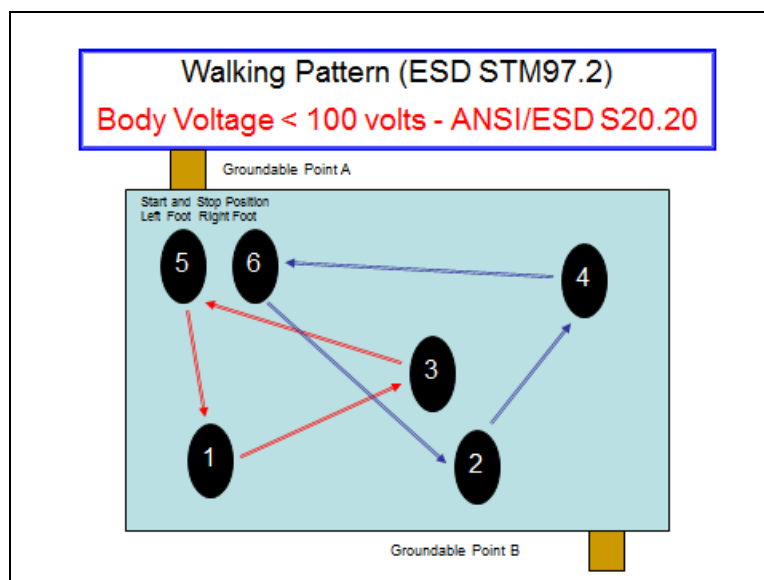 Walking Pattern (ESD STM97.2)
Body Voltage < 100 volts - ANSI/ESD S20.20
Groundable Point A
Start and Stop Position
Left Foot Right Foot
5
6
4
3
1
2
Groundable Point B